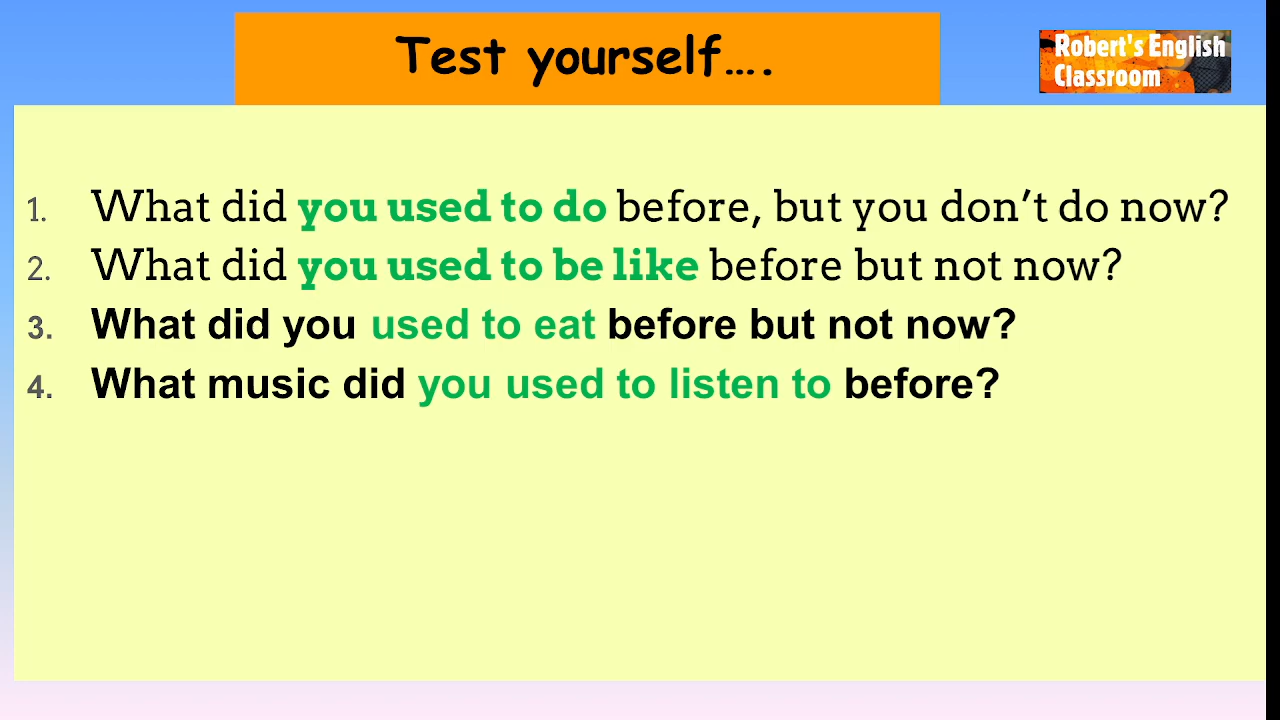 Test yourself….
Robert's English
Classroom
1. What did you used to do before, but you don’t do now?
2. What did you used to be like before but not now?
3. What did you used to eat before but not now?
4. What music did you used to listen to before?